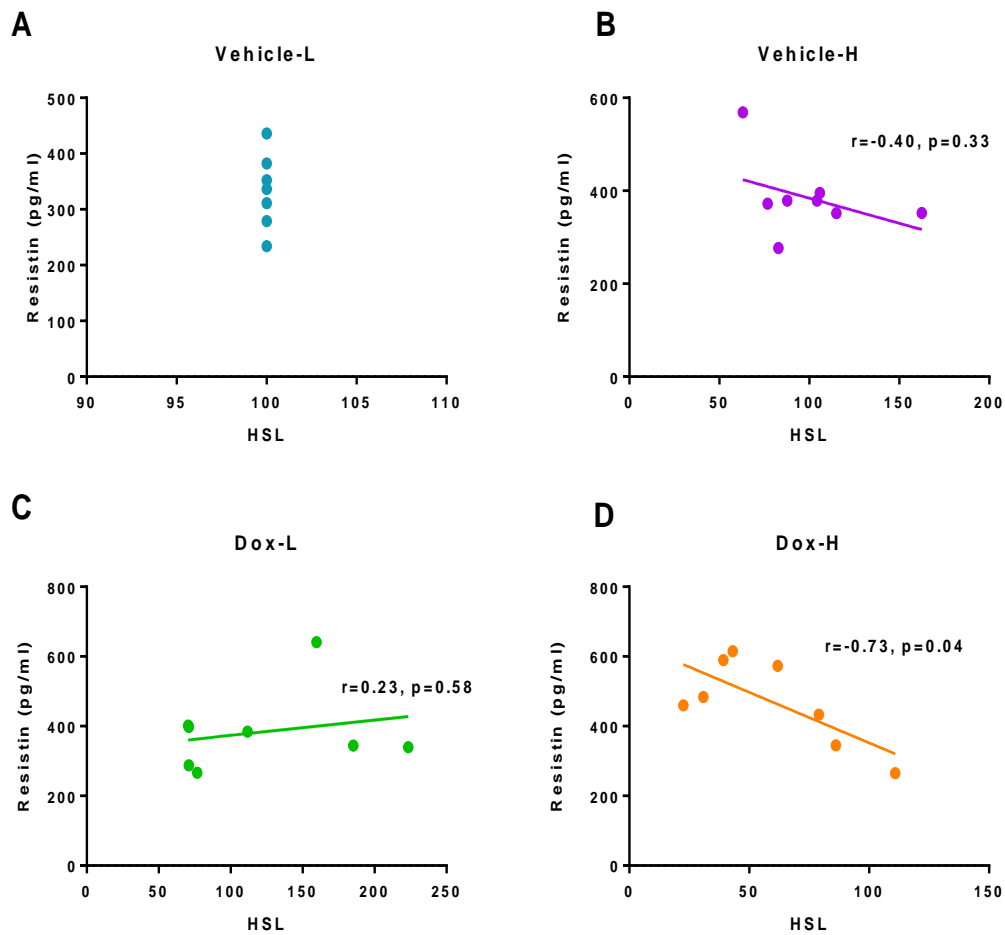 A
Vehicle-L
Resistin (pg/ml)
500
400
300
200
100
0
90 95 100 105 110
HSL
B
Vehicle-H
Resistin (pg/ml)
600
400
200
0
r=-0.40, p=0.33
0 50 100 150 200
HSL
C
Dox-L
Resistin (pg/ml)
800
600
400
200
0
r=0.23, p=0.58
0 50 100 150 200 250
HSL
D
Dox-H
Resistin (pg/ml)
800
600
400
200
0
r=-0.73, p=0.04
0 50 100 150
HSL